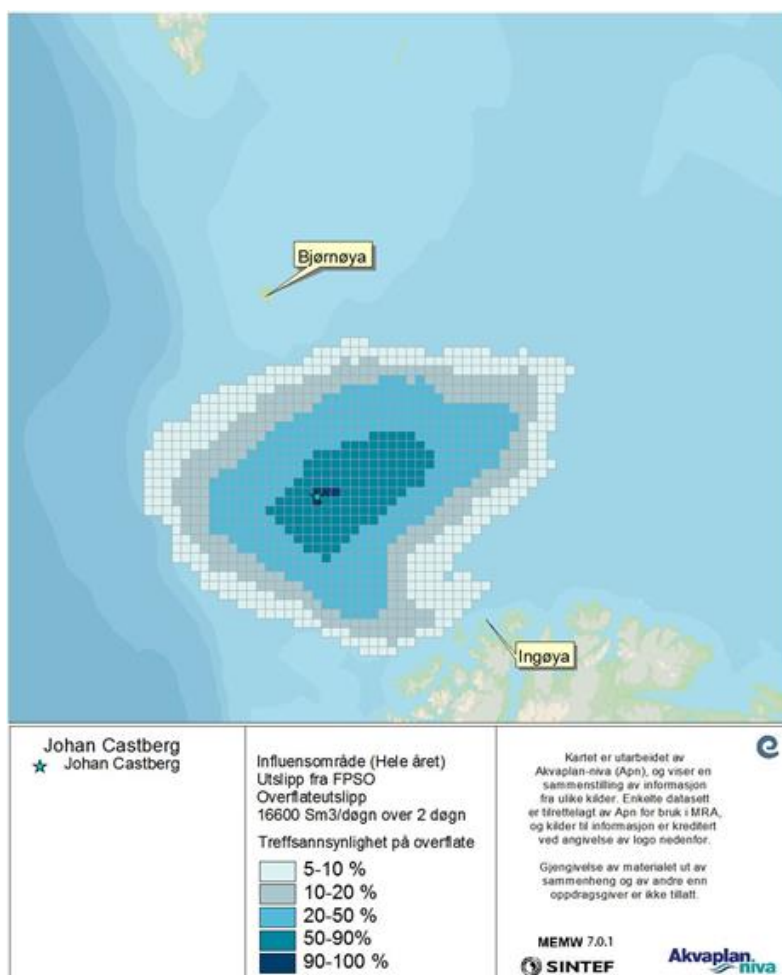 Bjørnøya
Ingøya
Johan Castberg
Johan Castberg
Influensområde (Hele året)
Utslipp fra FPSO
Overflateutslipp
16600 Sm3/døgn over 2 døgn
Treffsannsynlighet på overflate
5-10 %
10-20 %
20-50 %
50-90%
90-100 %
Kartet er utarbeidet av
Akvaplan-niva (Apn), og viser en
sammenstilling av informasjon
fra ulike kilder. Enkelte datasett
er tilrettelagt av Apn for bruk i MRA,
og kilder til informasjon er kreditert
ved angivelse av logo nedenfor.
Gjengivelse av materialet ut av
sammenheng og av andre enn
oppdragsgiver er ikke tillatt.
MEMW 7.0.1
SINTEF
Akvaplan
niva